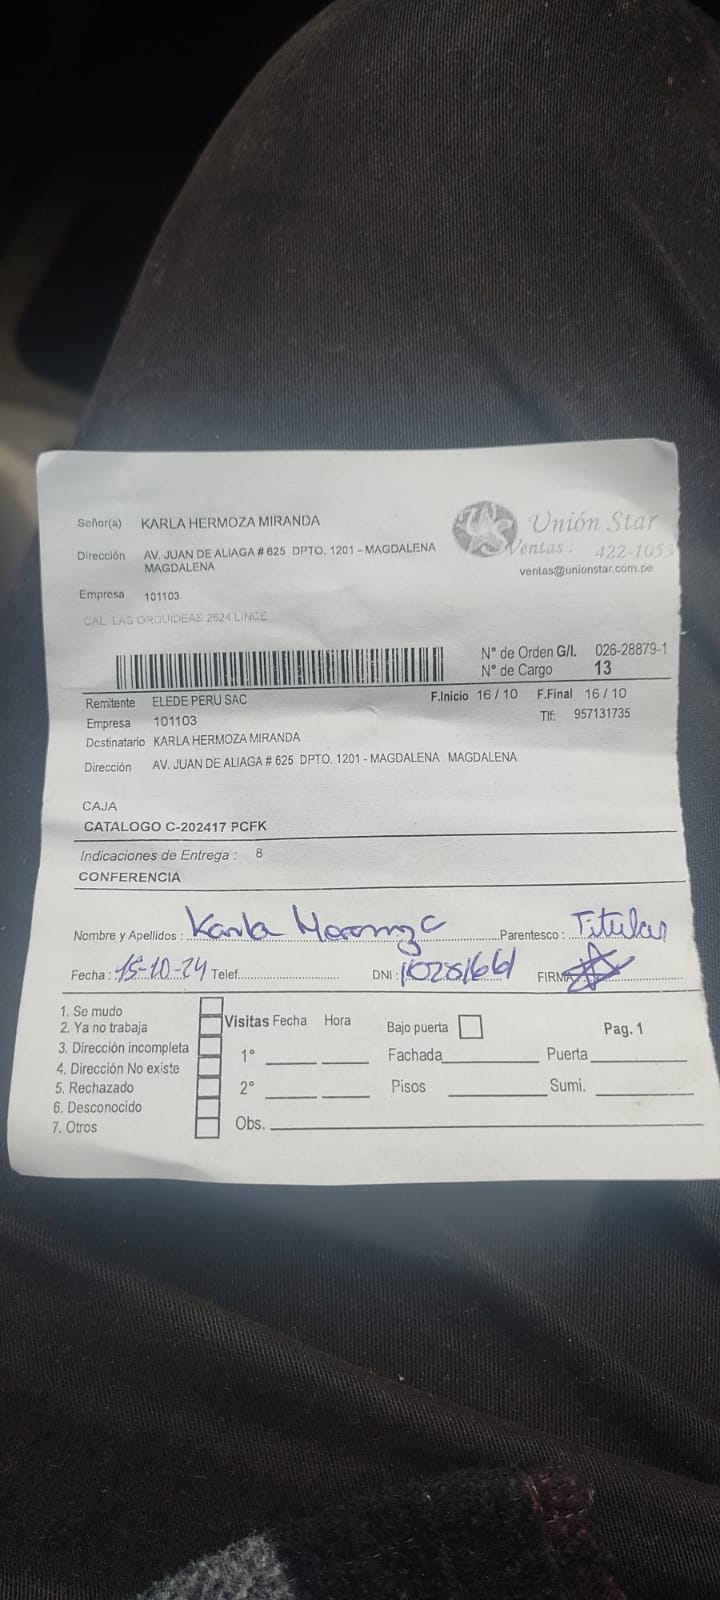 Señor(a) KARLA HERMOZA MIRANDA
Unión Star
Dirección AV. JUAN DE ALIAGA # 625 DPTO. 1201 - MAGDALENA
MAGDALENA
Ventas : 422-1053
ventas@unionstar.com.pe
Empresa 101103
CAL. LAS ORQUIDEAS 2624 LINCE
N° de Orden G/I. 026-28879-1
N° de Cargo 13
Remitente ELEDE PERU SAC
F.Inicio 16 / 10 F.Final 16 / 10
Empresa 101103
Tlf: 957131735
Destinatario KARLA HERMOZA MIRANDA
Dirección AV. JUAN DE ALIAGA # 625 DPTO. 1201 - MAGDALENA MAGDALENA
CAJA
CATALOGO C-202417 PCFK
Indicaciones de Entrega : 8
CONFERENCIA
Nombre y Apellidos : Karla Parentesco : Titular
Fecha : 15-10-24 Telef. DNI : FIRMA
1. Se mudo
2. Ya no trabaja
3. Dirección incompleta
4. Dirección No existe
5. Rechazado
6. Desconocido
7. Otros
Visitas Fecha Hora
Bajo puerta
Pag. 1
1° Fachada Puerta
2° Pisos Sumi.
Obs.